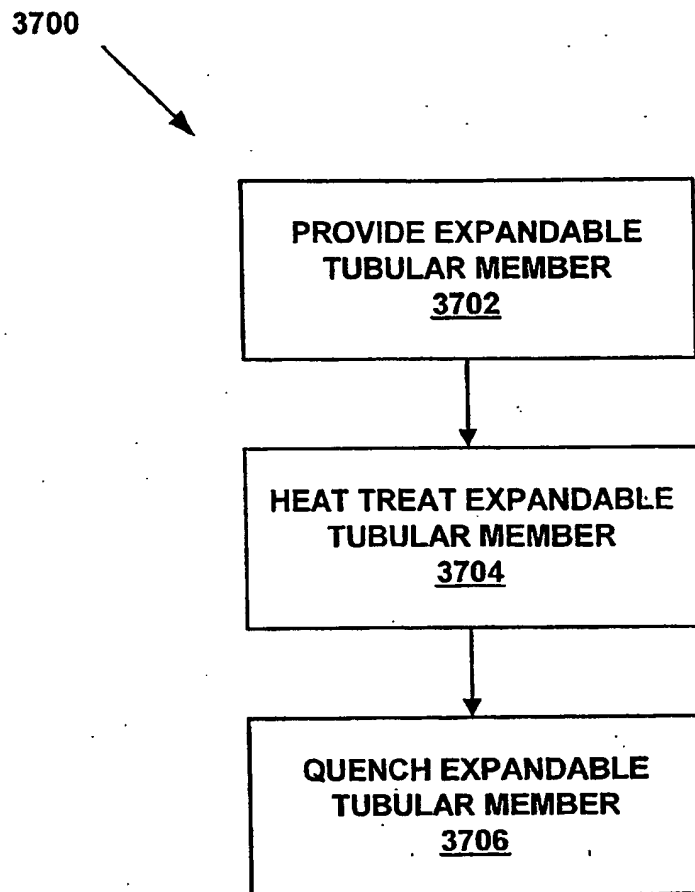 3700
PROVIDE EXPANDABLE
TUBULAR MEMBER
3702
HEAT TREAT EXPANDABLE
TUBULAR MEMBER
3704
QUENCH EXPANDABLE
TUBULAR MEMBER
3706